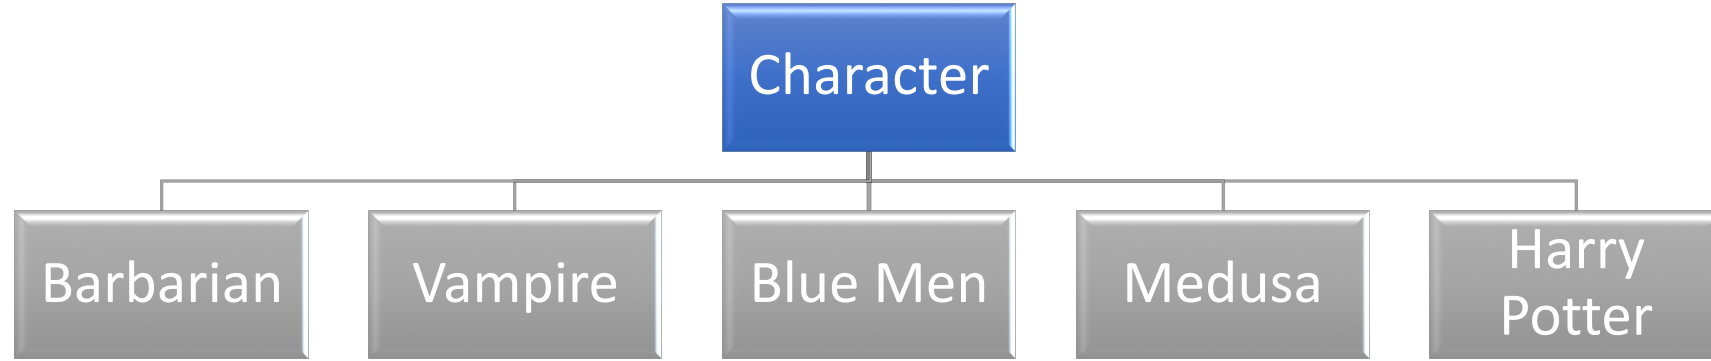 Character
Barbarian
Vampire
Blue Men
Medusa
Harry
Potter